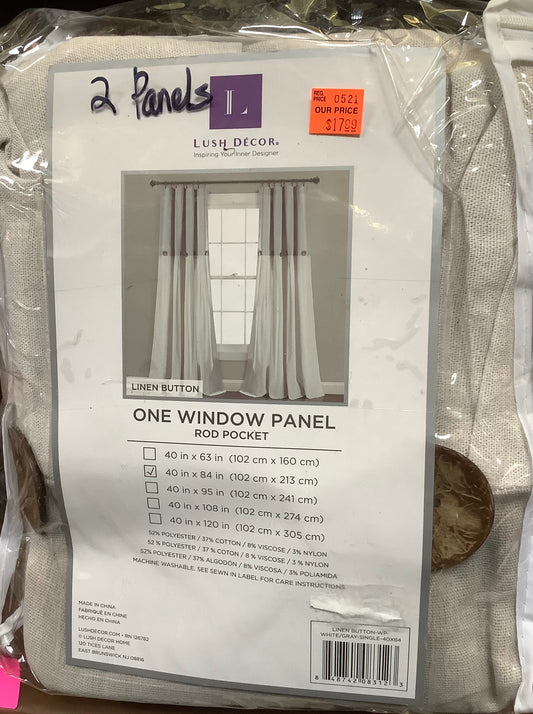 2 Panels
L
LUSH DÉCOR®
Inspiring Your Inner Designer
REG. PRICE 0521
OUR PRICE
$17.99
LINEN BUTTON
ONE WINDOW PANEL
ROD POCKET
40 in x 63 in (102 cm x 160 cm)
40 in x 84 in (102 cm x 213 cm)
40 in x 95 in (102 cm x 241 cm)
40 in x 108 in (102 cm x 274 cm)
40 in x 120 in (102 cm x 305 cm)
52% POLYESTER / 37% COTTON / 8% VISCOSE / 3% NYLON
52 % POLYESTER / 37 % COTON / 8 % VISCOSE / 3 % NYLON
52% POLYESTER / 37% ALGODÓN / 8% VISCOSA / 3% POLIAMIDA
MACHINE WASHABLE. SEE SEWN IN LABEL FOR CARE INSTRUCTIONS.
MADE IN CHINA
FABRIQUÉ EN CHINE
HECHO EN CHINA
LUSHDECOR.COM • RN 126782
© LUSH DÉCOR HOME
120 TICES LANE
EAST BRUNSWICK NJ 08816
LINEN BUTTON-WP-
WHITE/GRAY-SINGLE-40X84
8 48742 08312 3